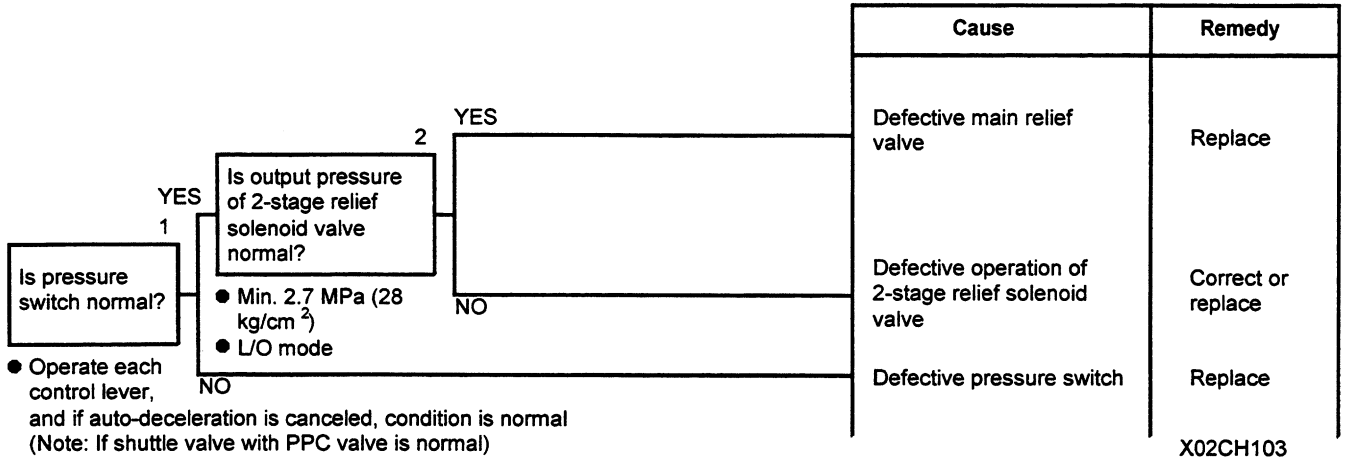 Cause
Remedy
YES
2
Defective main relief
valve
Replace
Is output pressure
of 2-stage relief
solenoid valve
normal?
YES
1
Is pressure
switch normal?
● Min. 2.7 MPa (28
kg/cm 2)
● L/O mode
NO
Defective operation of
2-stage relief solenoid
valve
Correct or
replace
● Operate each
control lever,
and if auto-deceleration is canceled, condition is normal
(Note: If shuttle valve with PPC valve is normal)
NO
Defective pressure switch
Replace
X02CH103